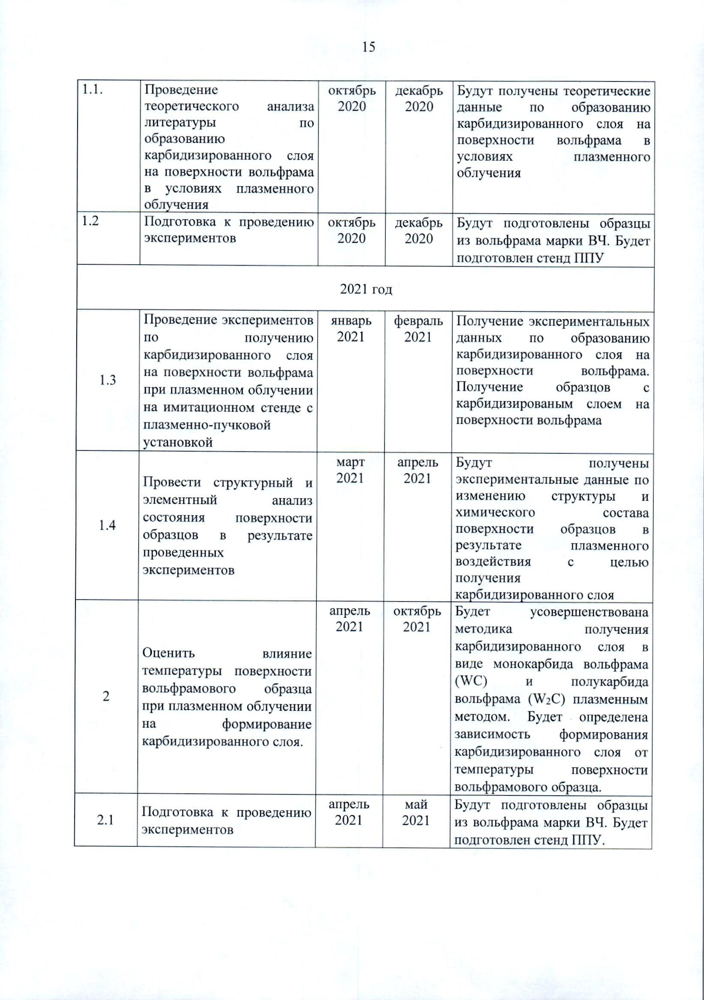 15
1.1.
Проведение
теоретического анализа
литературы по
образованию
карбидизированного слоя
на поверхности вольфрама
в условиях плазменного
облучения
октябрь
2020
декабрь
2020
Будут получены теоретические
данные по образованию
карбидизированного слоя на
поверхности вольфрама в
условиях плазменного
облучения
1.2
Подготовка к проведению
экспериментов
октябрь
2020
декабрь
2020
Будут подготовлены образцы
из вольфрама марки ВЧ. Будет
подготовлен стенд ППУ
2021 год
1.3
Проведение экспериментов
по получению
карбидизированного слоя
на поверхности вольфрама
при плазменном облучении
на имитационном стенде с
плазменно-пучковой
установкой
январь
2021
февраль
2021
Получение экспериментальных
данных по образованию
карбидизированного слоя на
поверхности вольфрама.
Получение образцов с
карбидизированым слоем на
поверхности вольфрама
1.4
Провести структурный и
элементный анализ
состояния поверхности
образцов в результате
проведенных
экспериментов
март
2021
апрель
2021
Будут получены
экспериментальные данные по
изменению структуры и
химического состава
поверхности образцов в
результате плазменного
воздействия с целью
получения
карбидизированного слоя
2
Оценить влияние
температуры поверхности
вольфрамового образца
при плазменном облучении
на формирование
карбидизированного слоя.
апрель
2021
октябрь
2021
Будет усовершенствована
методика получения
карбидизированного слоя в
виде монокарбида вольфрама
(WC) и полукарбида
вольфрама (W₂C) плазменным
методом. Будет определена
зависимость формирования
карбидизированного слоя от
температуры поверхности
вольфрамового образца.
2.1
Подготовка к проведению
экспериментов
апрель
2021
май
2021
Будут подготовлены образцы
из вольфрама марки ВЧ. Будет
подготовлен стенд ППУ.